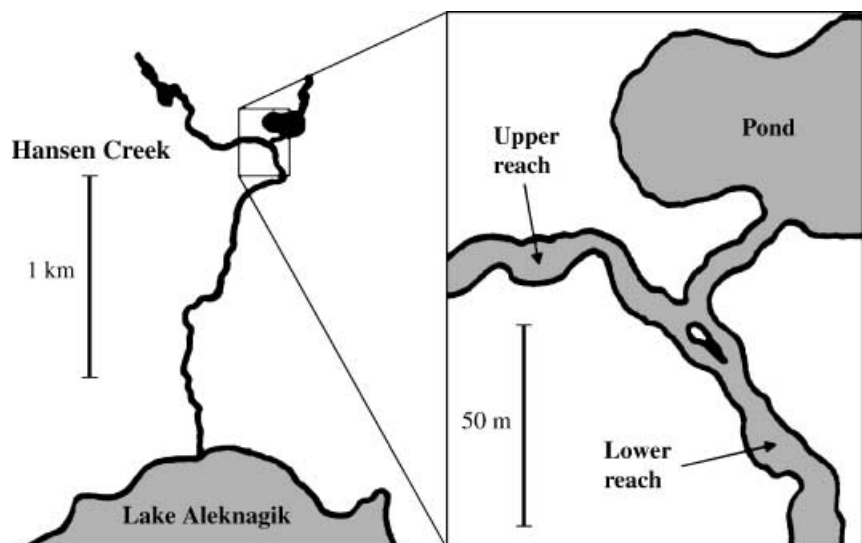 Hansen Creek
1 km
Lake Aleknagik
Upper
reach
Pond
50 m
Lower
reach